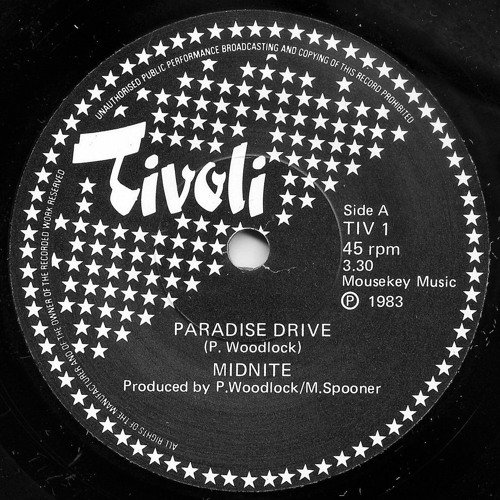 UNAUTHORISED PUBLIC PERFORMANCE BROADCASTING AND COPYING OF THIS RECORD PROHIBITED
ALL RIGHTS OF THE MANUFACTURER AND OF THE OWNER OF THE RECORDED WORK RESERVED
Tivoli
Side A
TIV 1
45 rpm
3.30
Mousekey Music
Ⓟ 1983
PARADISE DRIVE
(P. Woodlock)
MIDNITE
Produced by P.Woodlock/M.Spooner